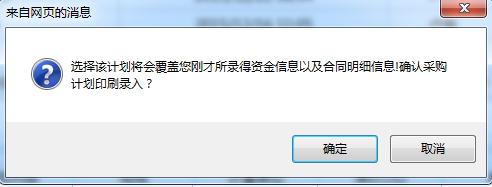 来自网页的消息
选择该计划将会覆盖您刚才所录得资金信息以及合同明细信息!确认采购
计划印刷录入？
确定
取消